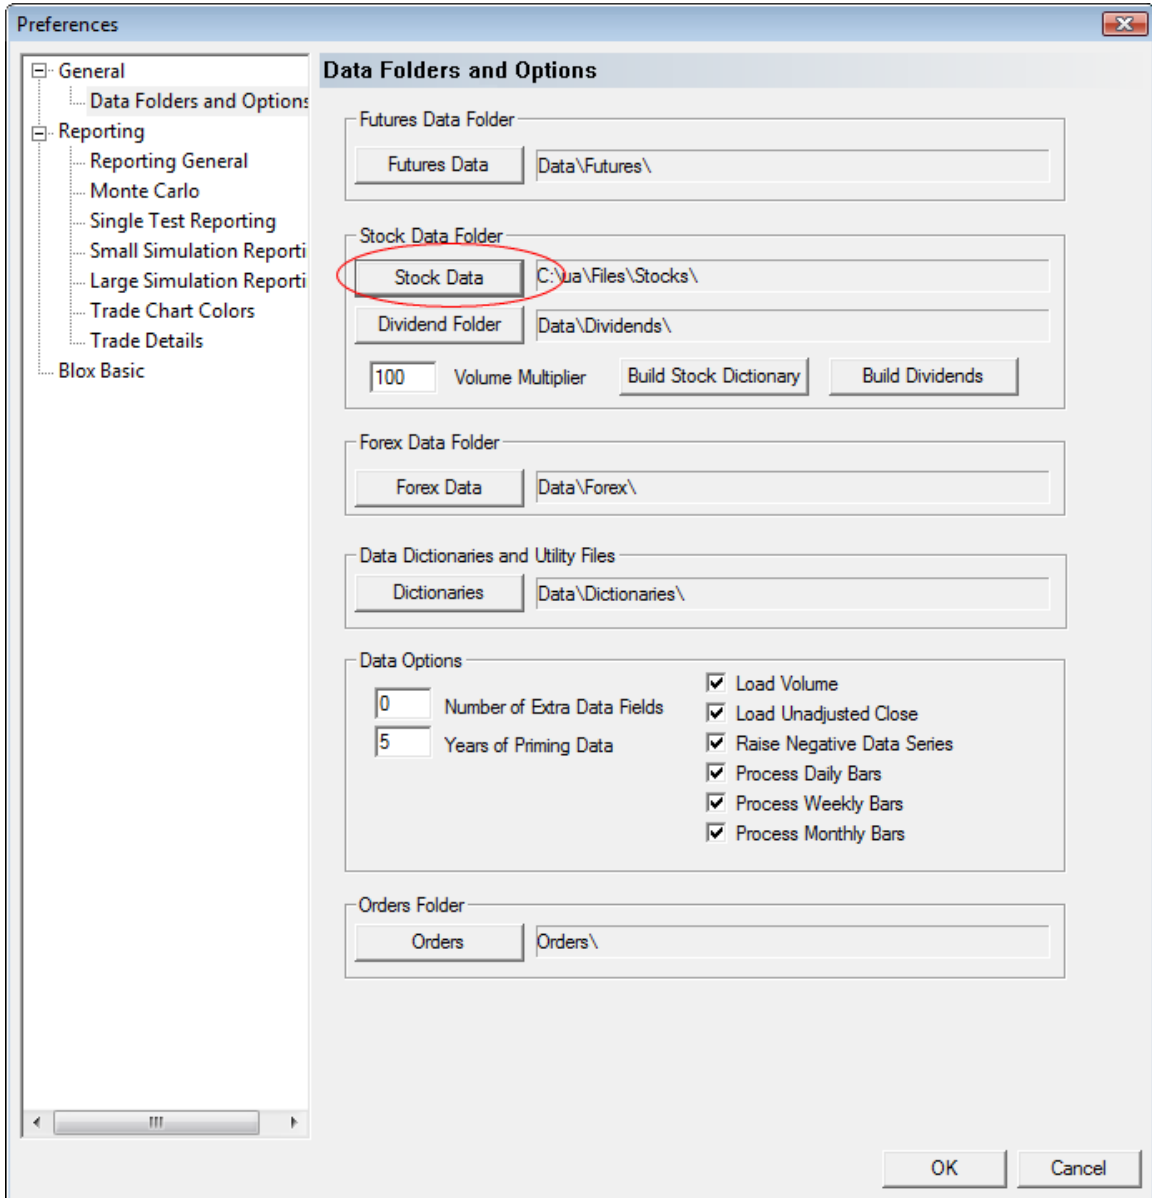 Preferences
General
Data Folders and Options
Reporting
Reporting General
Monte Carlo
Single Test Reporting
Small Simulation Reporti
Large Simulation Reporti
Trade Chart Colors
Trade Details
Blox Basic
Data Folders and Options
Futures Data Folder
Futures Data Data\Futures\
Stock Data Folder
Stock Data C:\ua\Files\Stocks\
Dividend Folder Data\Dividends\
100 Volume Multiplier Build Stock Dictionary Build Dividends
Forex Data Folder
Forex Data Data\Forex\
Data Dictionaries and Utility Files
Dictionaries Data\Dictionaries\
Data Options
0 Number of Extra Data Fields
5 Years of Priming Data
Load Volume
Load Unadjusted Close
Raise Negative Data Series
Process Daily Bars
Process Weekly Bars
Process Monthly Bars
Orders Folder
Orders Orders\
OK Cancel